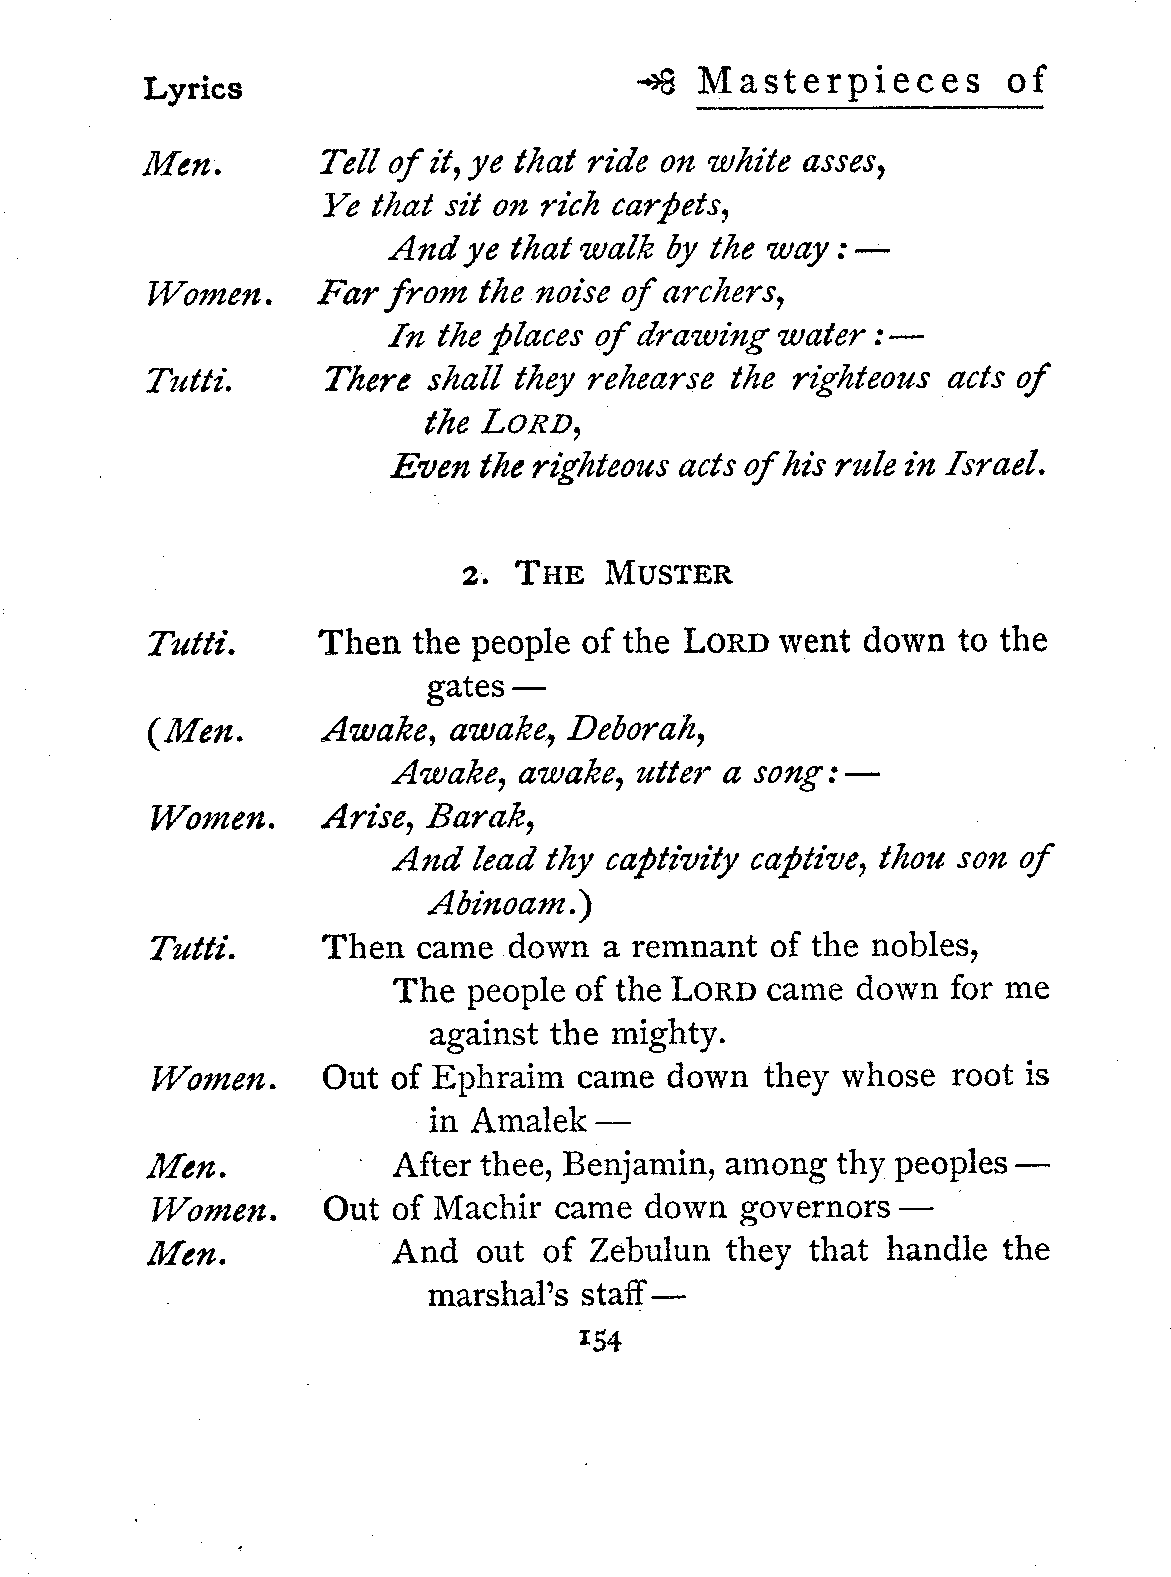 Lyrics Masterpieces of
Men. Tell of it, ye that ride on white asses,
Ye that sit on rich carpets,
And ye that walk by the way: —
Women. Far from the noise of archers,
In the places of drawing water: —
Tutti. There shall they rehearse the righteous acts of
the LORD,
Even the righteous acts of his rule in Israel.
2. THE MUSTER
Tutti. Then the people of the LORD went down to the
gates —
(Men. Awake, awake, Deborah,
Awake, awake, utter a song: —
Women. Arise, Barak,
And lead thy captivity captive, thou son of
Abinoam.)
Tutti. Then came down a remnant of the nobles,
The people of the LORD came down for me
against the mighty.
Women. Out of Ephraim came down they whose root is
in Amalek —
Men. After thee, Benjamin, among thy peoples —
Women. Out of Machir came down governors —
Men. And out of Zebulun they that handle the
marshal's staff —
154